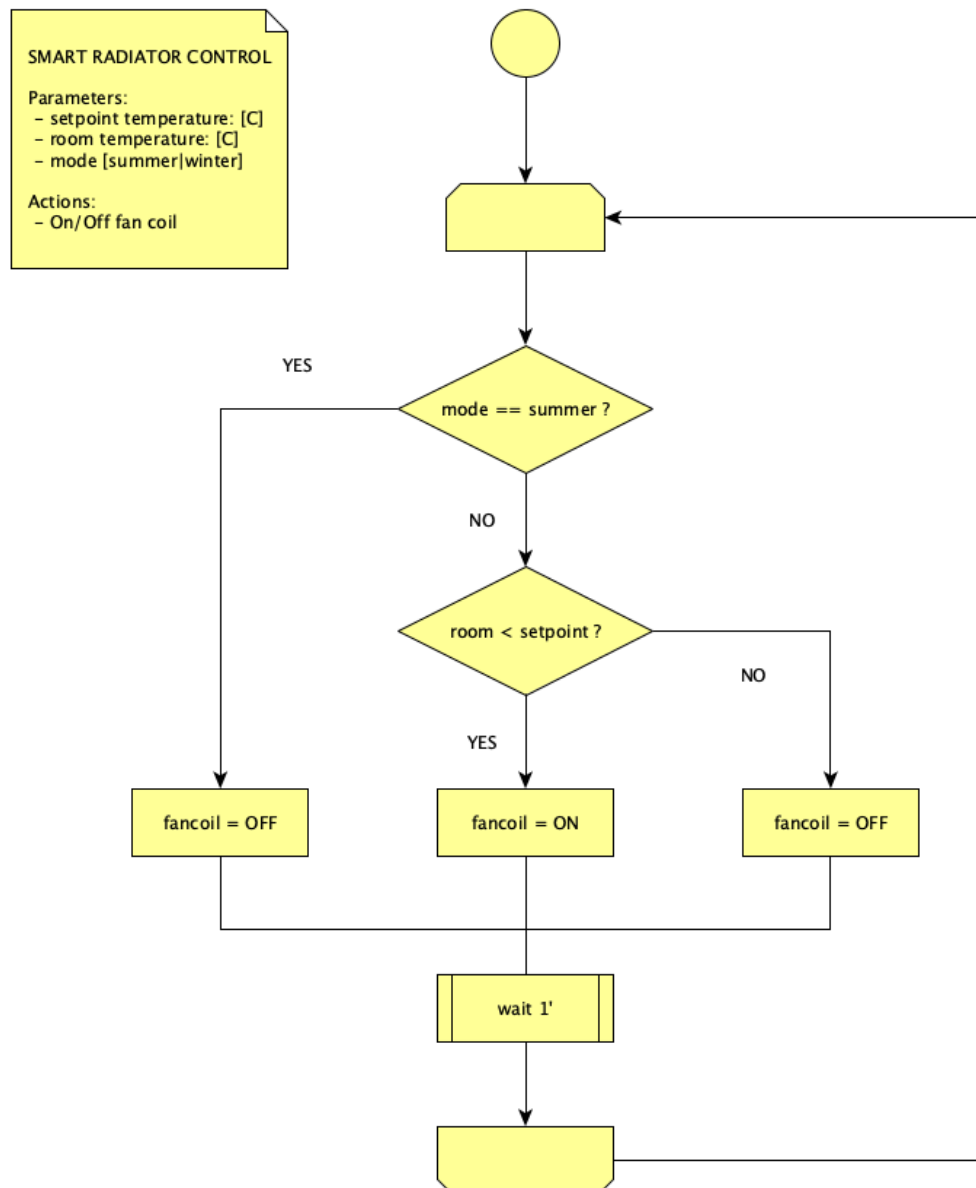 SMART RADIATOR CONTROL
Parameters:
- setpoint temperature: [C]
- room temperature: [C]
- mode [summer|winter]
Actions:
- On/Off fan coil
YES
mode == summer ?
NO
room < setpoint ?
NO
YES
fancoil = OFF
fancoil = ON
fancoil = OFF
wait 1'